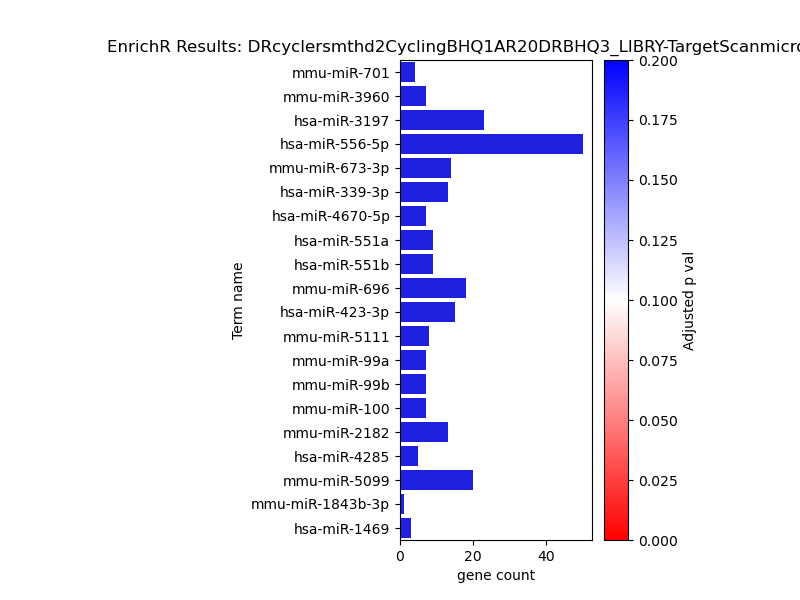 EnrichR Results: DRcyclersmthd2CyclingBHQ1AR20DRBHQ3_LIBRY-TargetScanmicro
mmu-miR-701
mmu-miR-3960
hsa-miR-3197
hsa-miR-556-5p
mmu-miR-673-3p
hsa-miR-339-3p
hsa-miR-4670-5p
hsa-miR-551a
hsa-miR-551b
mmu-miR-696
hsa-miR-423-3p
mmu-miR-5111
mmu-miR-99a
mmu-miR-99b
mmu-miR-100
mmu-miR-2182
hsa-miR-4285
mmu-miR-5099
mmu-miR-1843b-3p
hsa-miR-1469
Term name
0 20 40
gene count
0.200
0.175
0.150
0.125
0.100
0.075
0.050
0.025
0.000
Adjusted p val